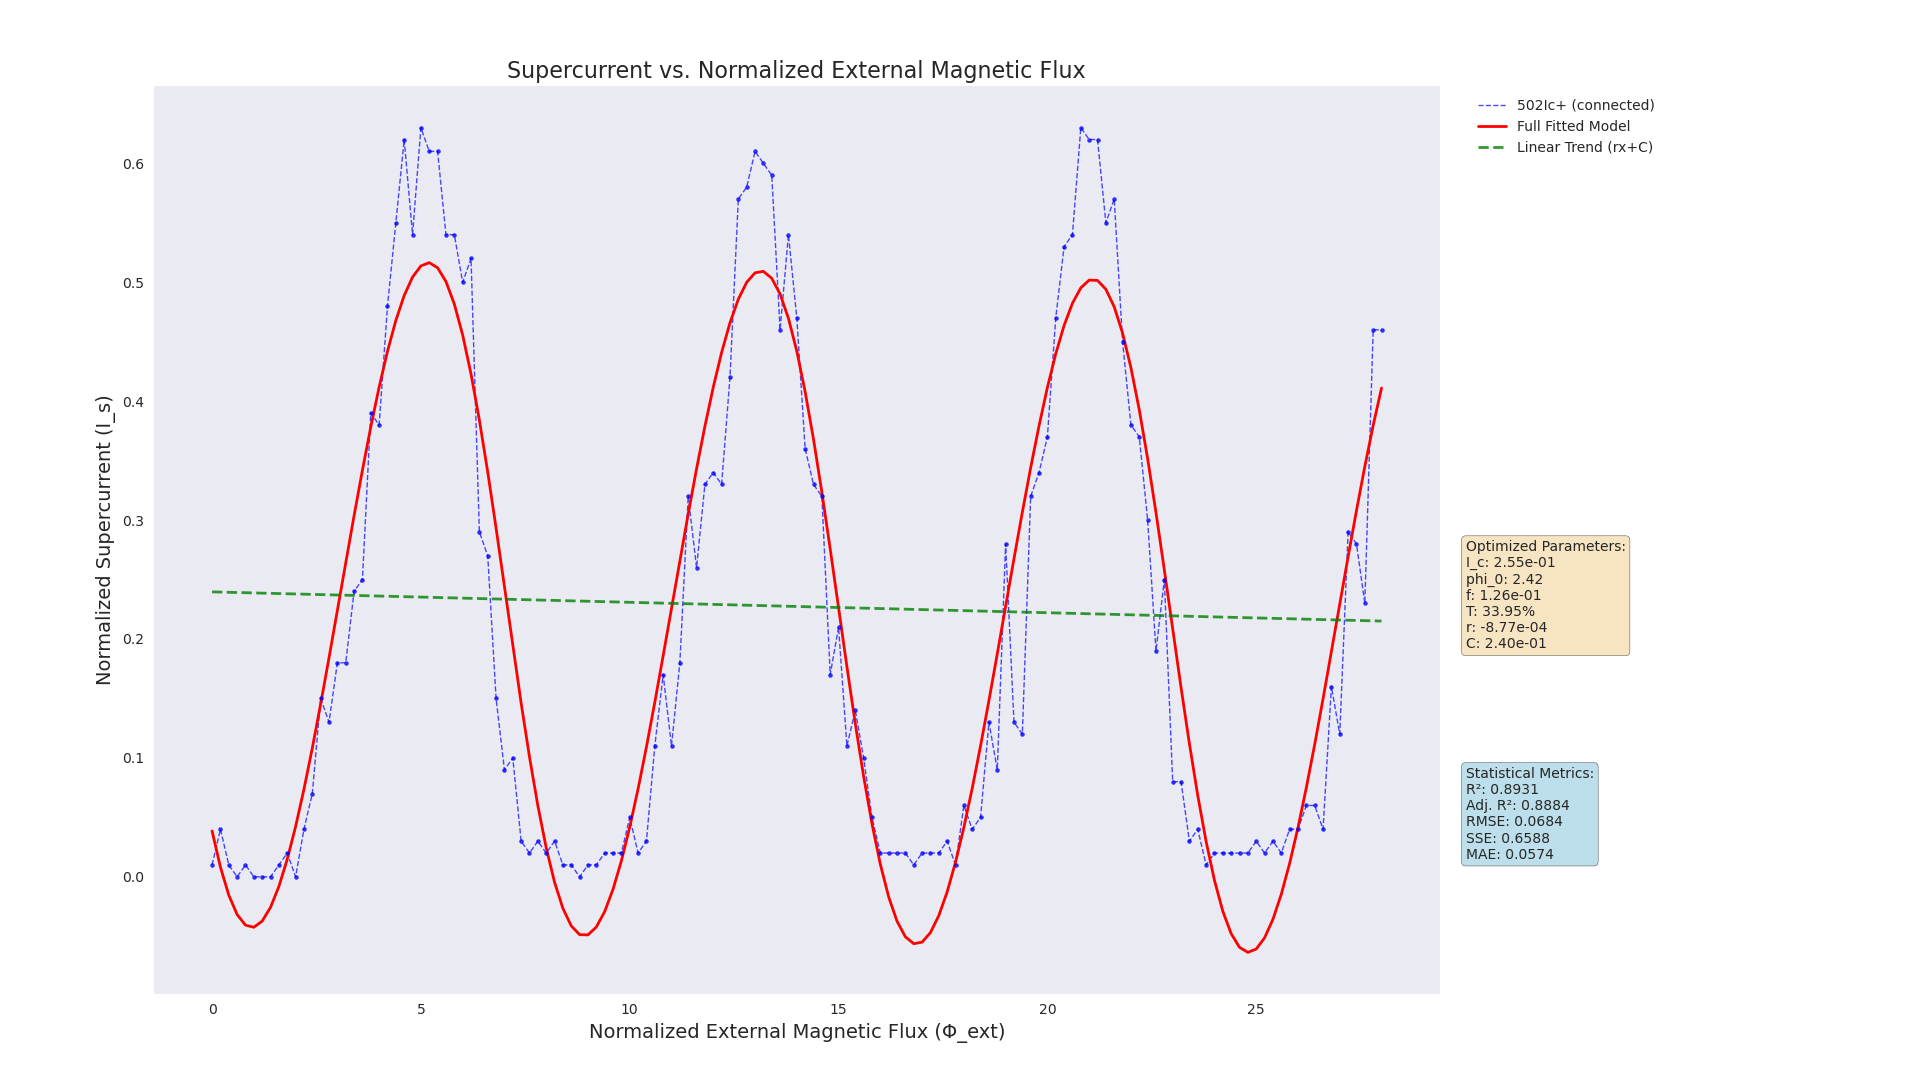 Supercurrent vs. Normalized External Magnetic Flux
502Ic+ (connected)
Full Fitted Model
Linear Trend (rx+C)
Normalized Supercurrent (I_s)
0.6
0.5
0.4
0.3
0.2
0.1
0.0
0
5
10
15
20
25
Normalized External Magnetic Flux (Φ_ext)
Optimized Parameters:
I_c: 2.55e-01
phi_0: 2.42
f: 1.26e-01
T: 33.95%
r: -8.77e-04
C: 2.40e-01
Statistical Metrics:
R²: 0.8931
Adj. R²: 0.8884
RMSE: 0.0684
SSE: 0.6588
MAE: 0.0574